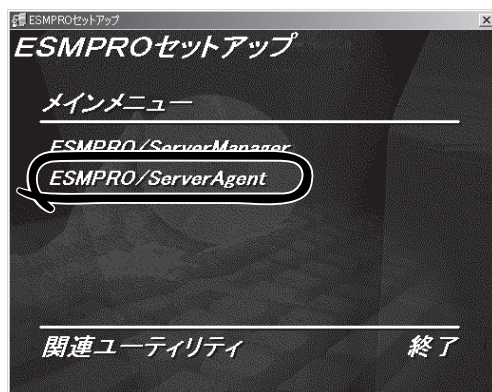 ESMPROセットアップ
ESMPROセットアップ
メインメニュー
ESMPRO/ServerManager
ESMPRO/ServerAgent
関連ユーティリティ 終了